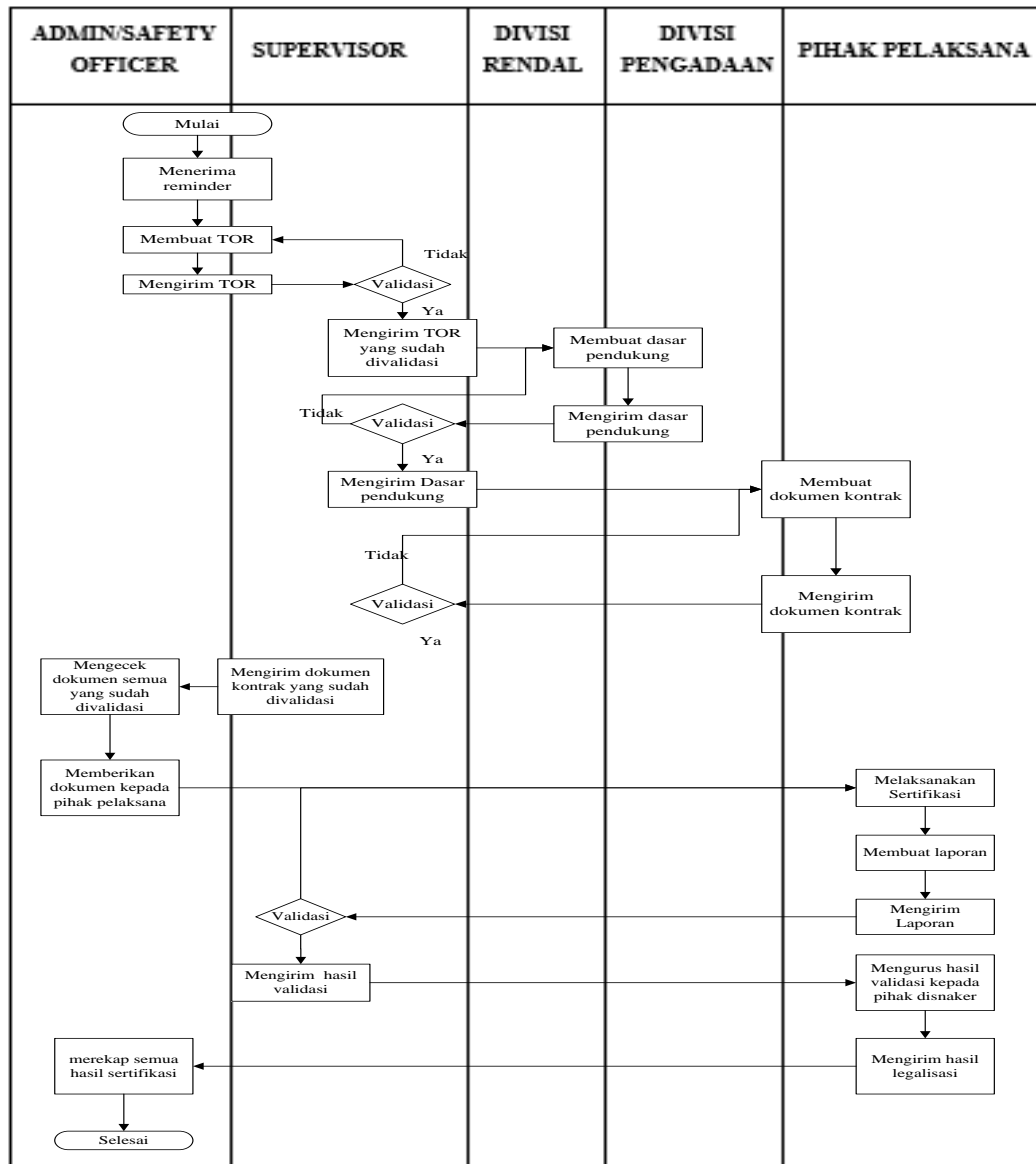 ADMIN/SAFETY
OFFICER
SUPERVISOR
DIVISI
RENDAL
DIVISI
PENGADAAN
PIHAK PELAKSANA
Mulai
Menerima
reminder
Membuat TOR
Tidak
Mengirim TOR
Validasi
Ya
Mengirim TOR
yang sudah
divalidasi
Membuat dasar
pendukung
Tidak
Validasi
Mengirim dasar
pendukung
Ya
Mengirim Dasar
pendukung
Membuat
dokumen kontrak
Tidak
Validasi
Mengirim
dokumen kontrak
Ya
Mengecek
dokumen semua
yang sudah
divalidasi
Mengirim dokumen
kontrak yang sudah
divalidasi
Memberikan
dokumen kepada
pihak pelaksana
Melaksanakan
Sertifikasi
Membuat laporan
Validasi
Mengirim
Laporan
Mengirim hasil
validasi
Mengurus hasil
validasi kepada
pihak disnaker
merekap semua
hasil sertifikasi
Mengirim hasil
legalisasi
Selesai